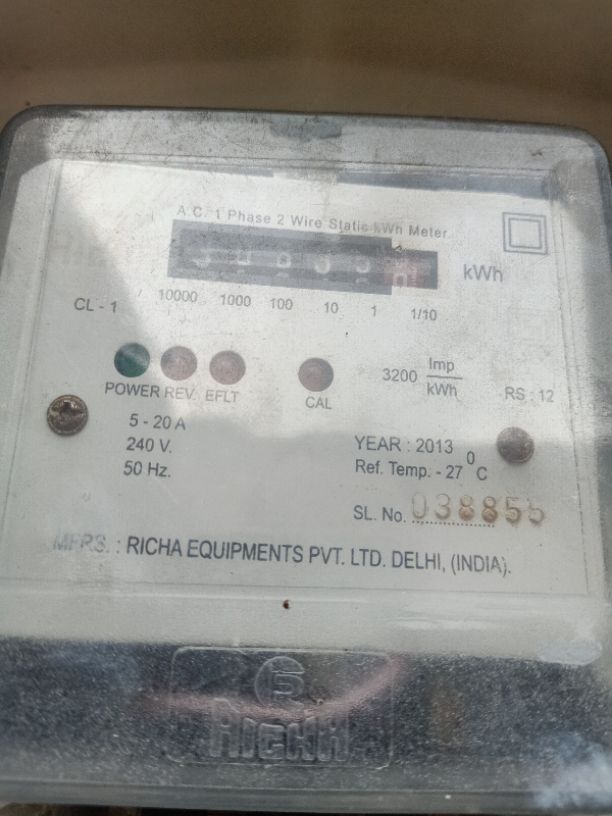 A.C. 1 Phase 2 Wire Static kWh Meter
kWh
CL - 1
10000 1000 100 10 1 1/10
POWER REV. EFLT
CAL
3200 Imp
kWh
RS : 12
5 - 20 A
240 V.
50 Hz.
YEAR : 2013
Ref. Temp. - 27 0 C
SL. No. 038855
MFRS. : RICHA EQUIPMENTS PVT. LTD. DELHI, (INDIA).
RICHA